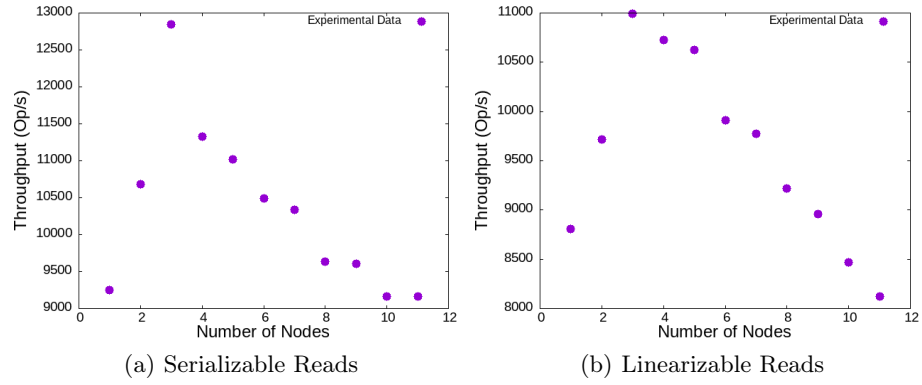 13000
12500
12000
11500
11000
10500
10000
9500
9000
Throughput (Op/s)
Experimental Data
0 2 4 6 8 10 12
Number of Nodes
(a) Serializable Reads
11000
10500
10000
9500
9000
8500
8000
Throughput (Op/s)
Experimental Data
0 2 4 6 8 10 12
Number of Nodes
(b) Linearizable Reads